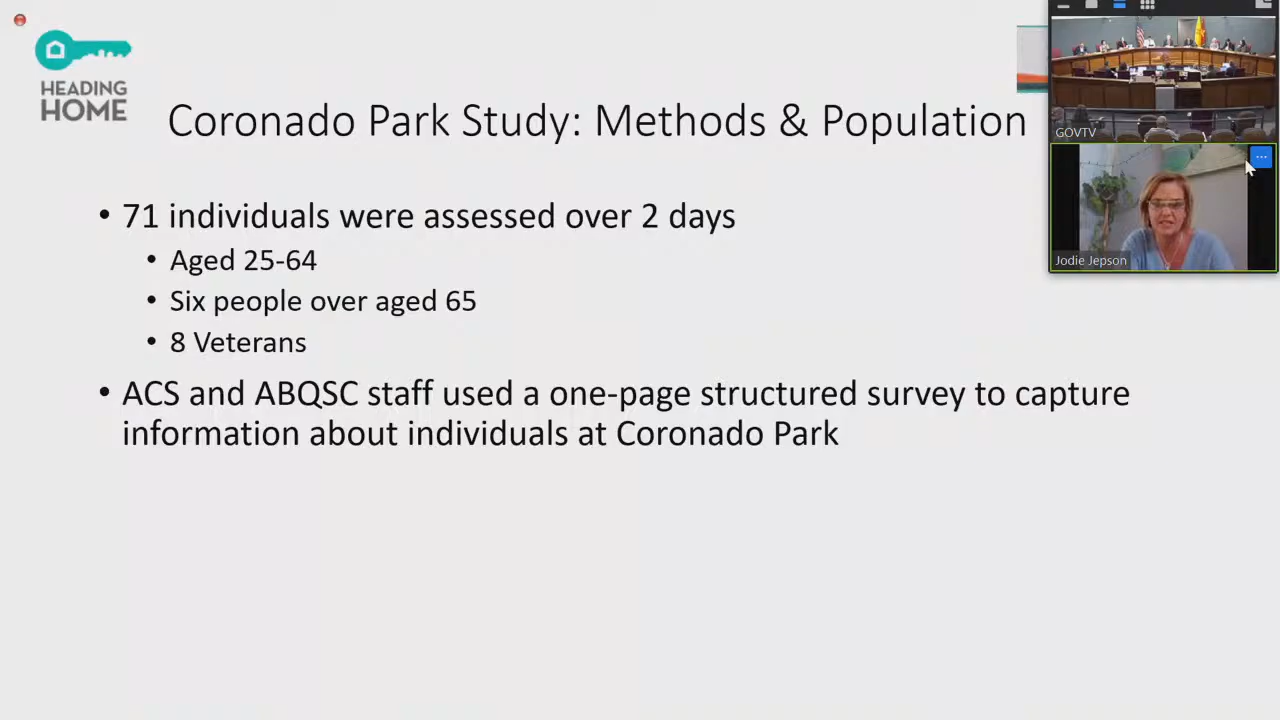 HEADING
HOME
Coronado Park Study: Methods & Population
• 71 individuals were assessed over 2 days
• Aged 25-64
• Six people over aged 65
• 8 Veterans
• ACS and ABQSC staff used a one-page structured survey to capture
information about individuals at Coronado Park
GOVTV
Jodie Jepson